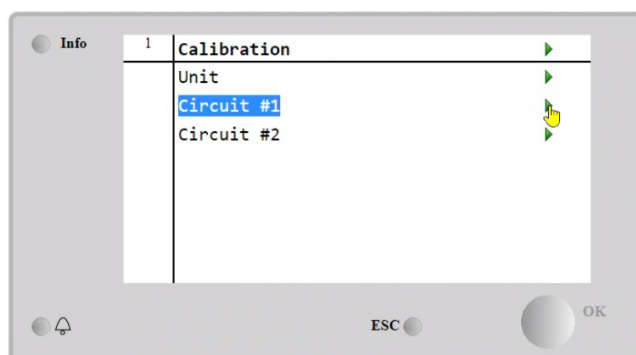 Info
1 Calibration
Unit
Circuit #1
Circuit #2
ESC
OK